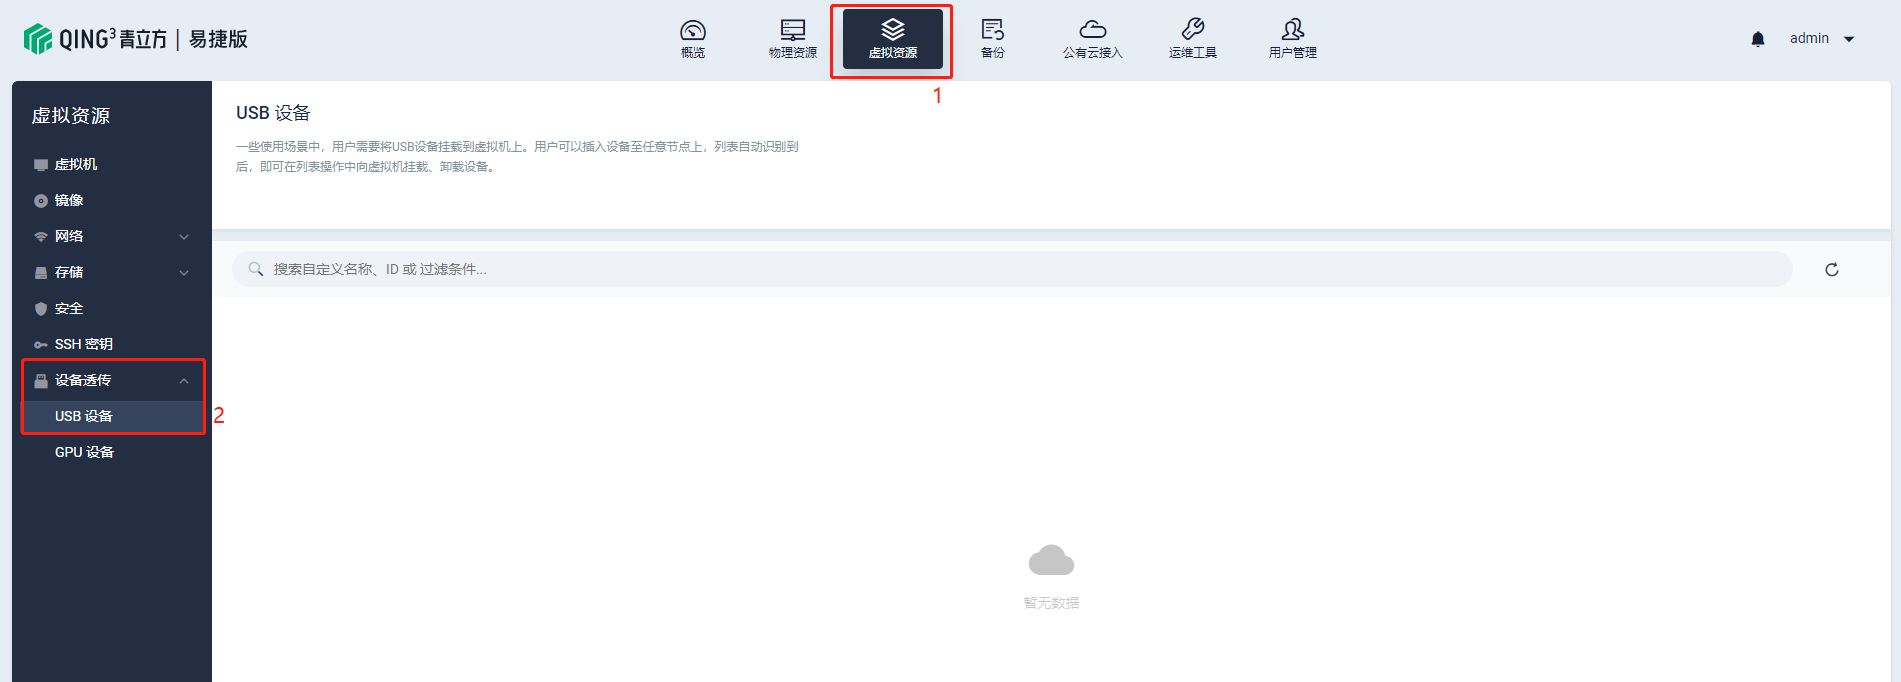 QING³青立方 | 易捷版
概览
物理资源
虚拟资源
备份
公有云接入
运维工具
用户管理
admin
1
虚拟资源
虚拟机
镜像
网络
存储
安全
SSH 密钥
设备透传
USB 设备
2
GPU 设备
USB 设备
一些使用场景中，用户需要将USB设备挂载到虚拟机上。用户可以插入设备至任意节点上，列表自动识别到
后，即可在列表操作中向虚拟机挂载、卸载设备。
搜索自定义名称、ID 或 过滤条件...
暂无数据